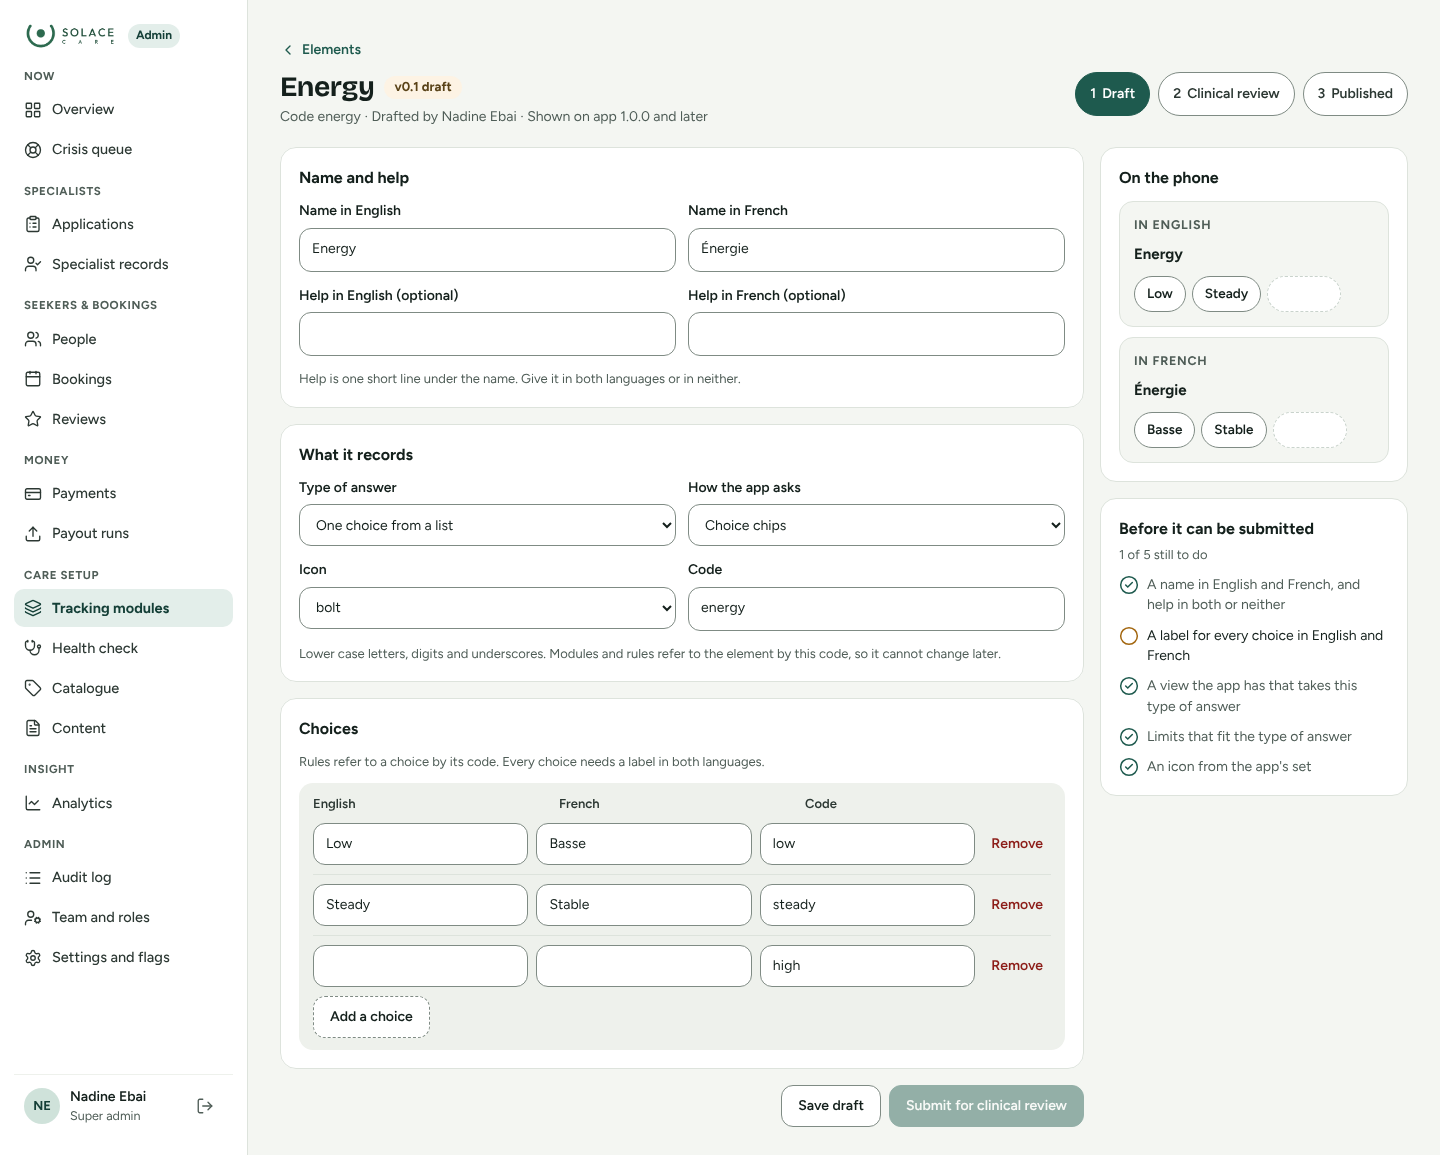 SOLACE
CARE
Admin
NOW
Overview
Crisis queue
SPECIALISTS
Applications
Specialist records
SEEKERS & BOOKINGS
People
Bookings
Reviews
MONEY
Payments
Payout runs
CARE SETUP
Tracking modules
Health check
Catalogue
Content
INSIGHT
Analytics
ADMIN
Audit log
Team and roles
Settings and flags
NE
Nadine Ebai
Super admin
Elements
Energy
v0.1 draft
Code energy · Drafted by Nadine Ebai · Shown on app 1.0.0 and later
1 Draft
2 Clinical review
3 Published
Name and help
Name in English
Name in French
Energy
Énergie
Help in English (optional)
Help in French (optional)
Help is one short line under the name. Give it in both languages or in neither.
What it records
Type of answer
How the app asks
One choice from a list
Choice chips
Icon
Code
bolt
energy
Lower case letters, digits and underscores. Modules and rules refer to the element by this code, so it cannot change later.
Choices
Rules refer to a choice by its code. Every choice needs a label in both languages.
English
French
Code
Low
Basse
low
Remove
Steady
Stable
steady
Remove
high
Remove
Add a choice
Save draft
Submit for clinical review
On the phone
IN ENGLISH
Energy
Low
Steady
IN FRENCH
Énergie
Basse
Stable
Before it can be submitted
1 of 5 still to do
A name in English and French, and
help in both or neither
A label for every choice in English and
French
A view the app has that takes this
type of answer
Limits that fit the type of answer
An icon from the app's set